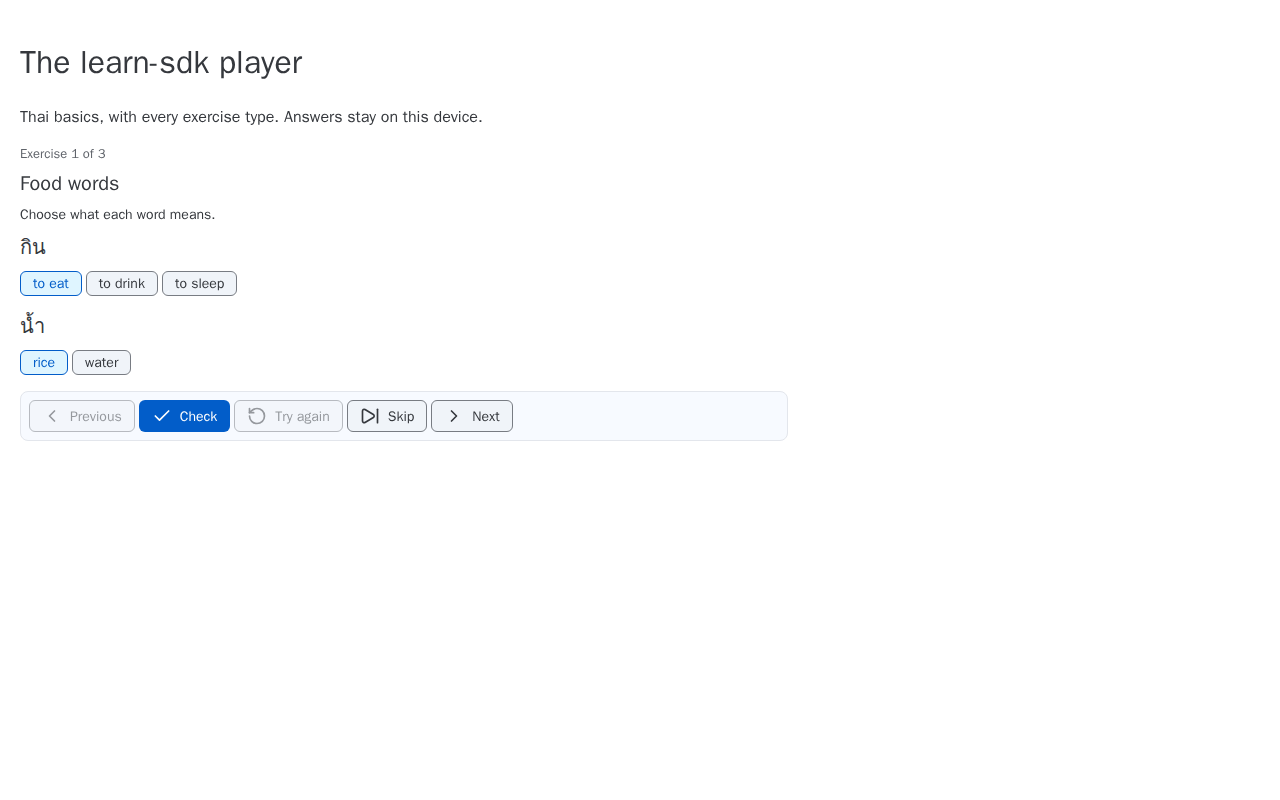 The learn-sdk player
Thai basics, with every exercise type. Answers stay on this device.
Exercise 1 of 3
Food words
Choose what each word means.
กิน
to eat to drink to sleep
น้ำ
rice water
Previous Check Try again Skip Next